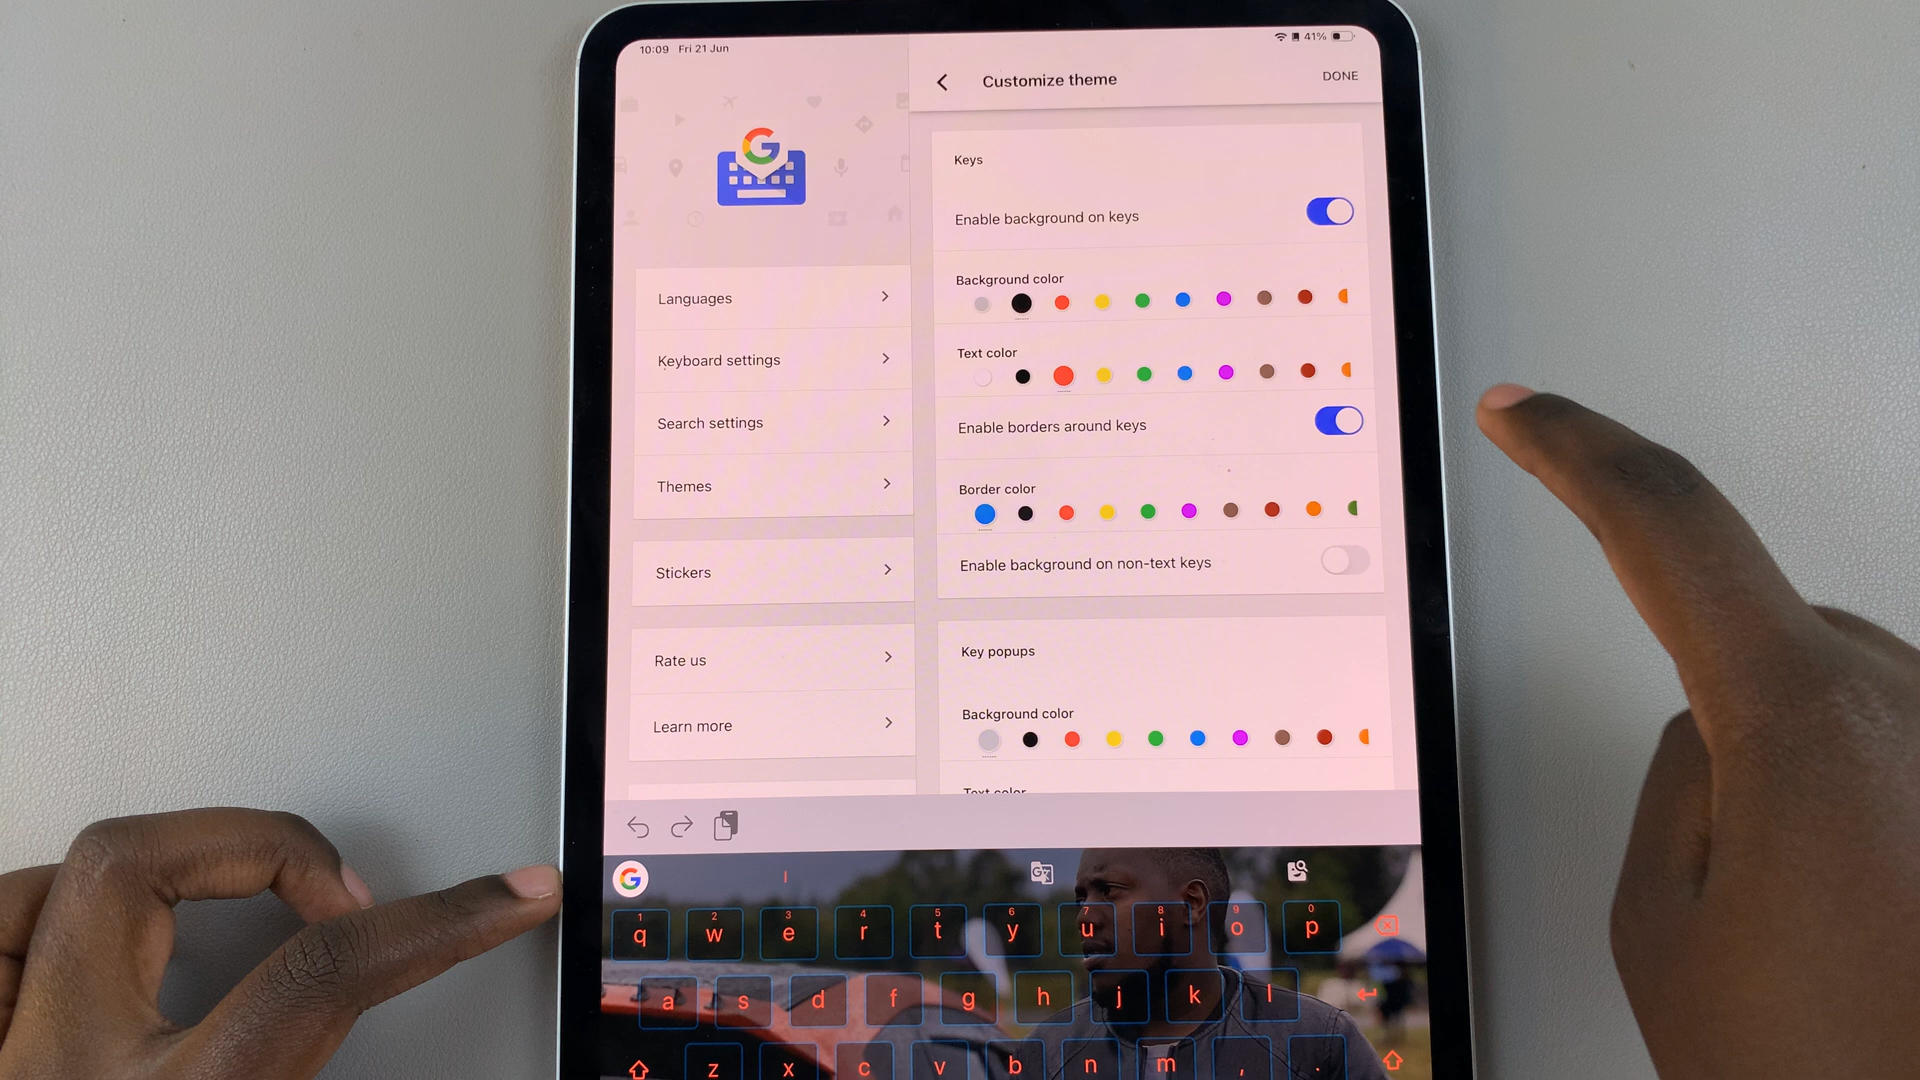 10:09 Fri 21 Jun
41%
Customize theme
DONE
Languages
Keyboard settings
Search settings
Themes
Stickers
Rate us
Learn more
Keys
Enable background on keys
Background color
Text color
Enable borders around keys
Border color
Enable background on non-text keys
Key popups
Background color
Text color
1 2 3 4 5 6 7 8 9 0
q w e r t y u i o p
a s d f g h j k l
z x c v b n m , .